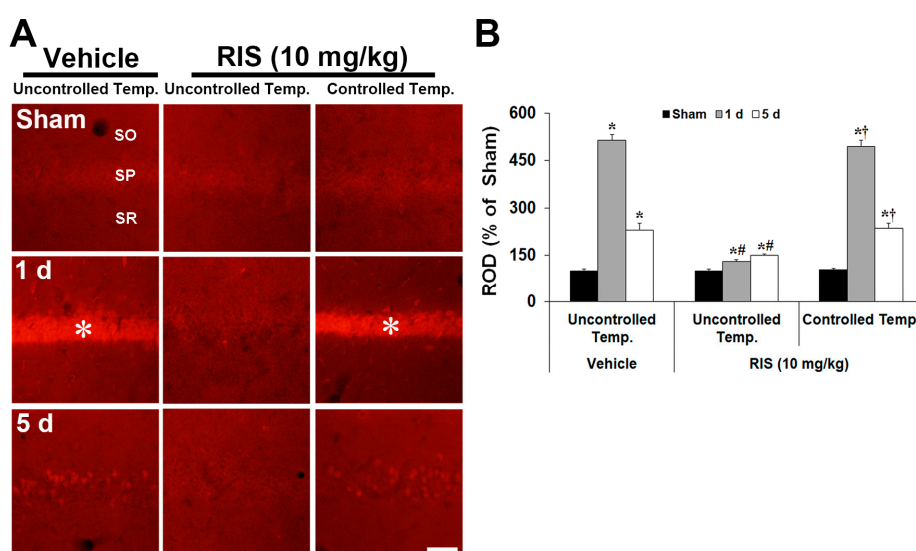 A
Vehicle
RIS (10 mg/kg)
Uncontrolled Temp.
Uncontrolled Temp.
Controlled Temp.
Sham
SO
SP
SR
1 d
*
*
5 d
B
ROD (% of Sham)
600
450
300
150
0
Sham 1 d 5 d
*
*
*#
*#
*†
*†
Uncontrolled Temp.
Uncontrolled Temp.
Controlled Temp
Vehicle
RIS (10 mg/kg)